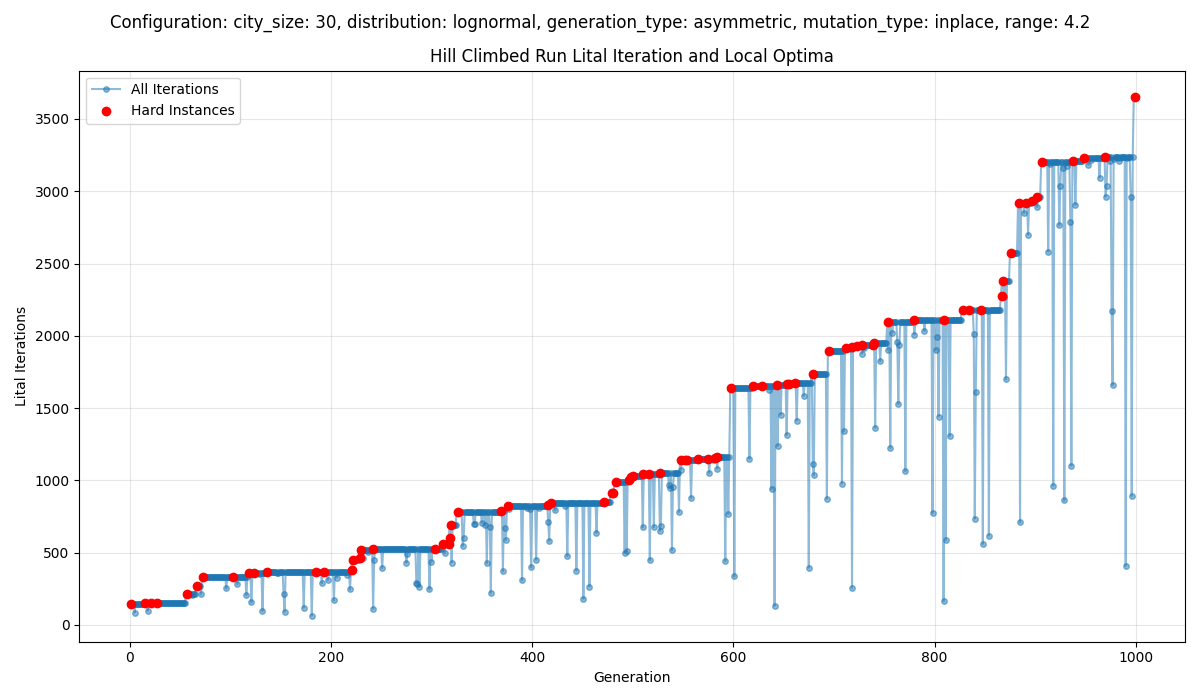 Configuration: city_size: 30, distribution: lognormal, generation_type: asymmetric, mutation_type: inplace, range: 4.2
Hill Climbed Run Lital Iteration and Local Optima
All Iterations
Hard Instances
Lital Iterations
3500
3000
2500
2000
1500
1000
500
0
0 200 400 600 800 1000
Generation